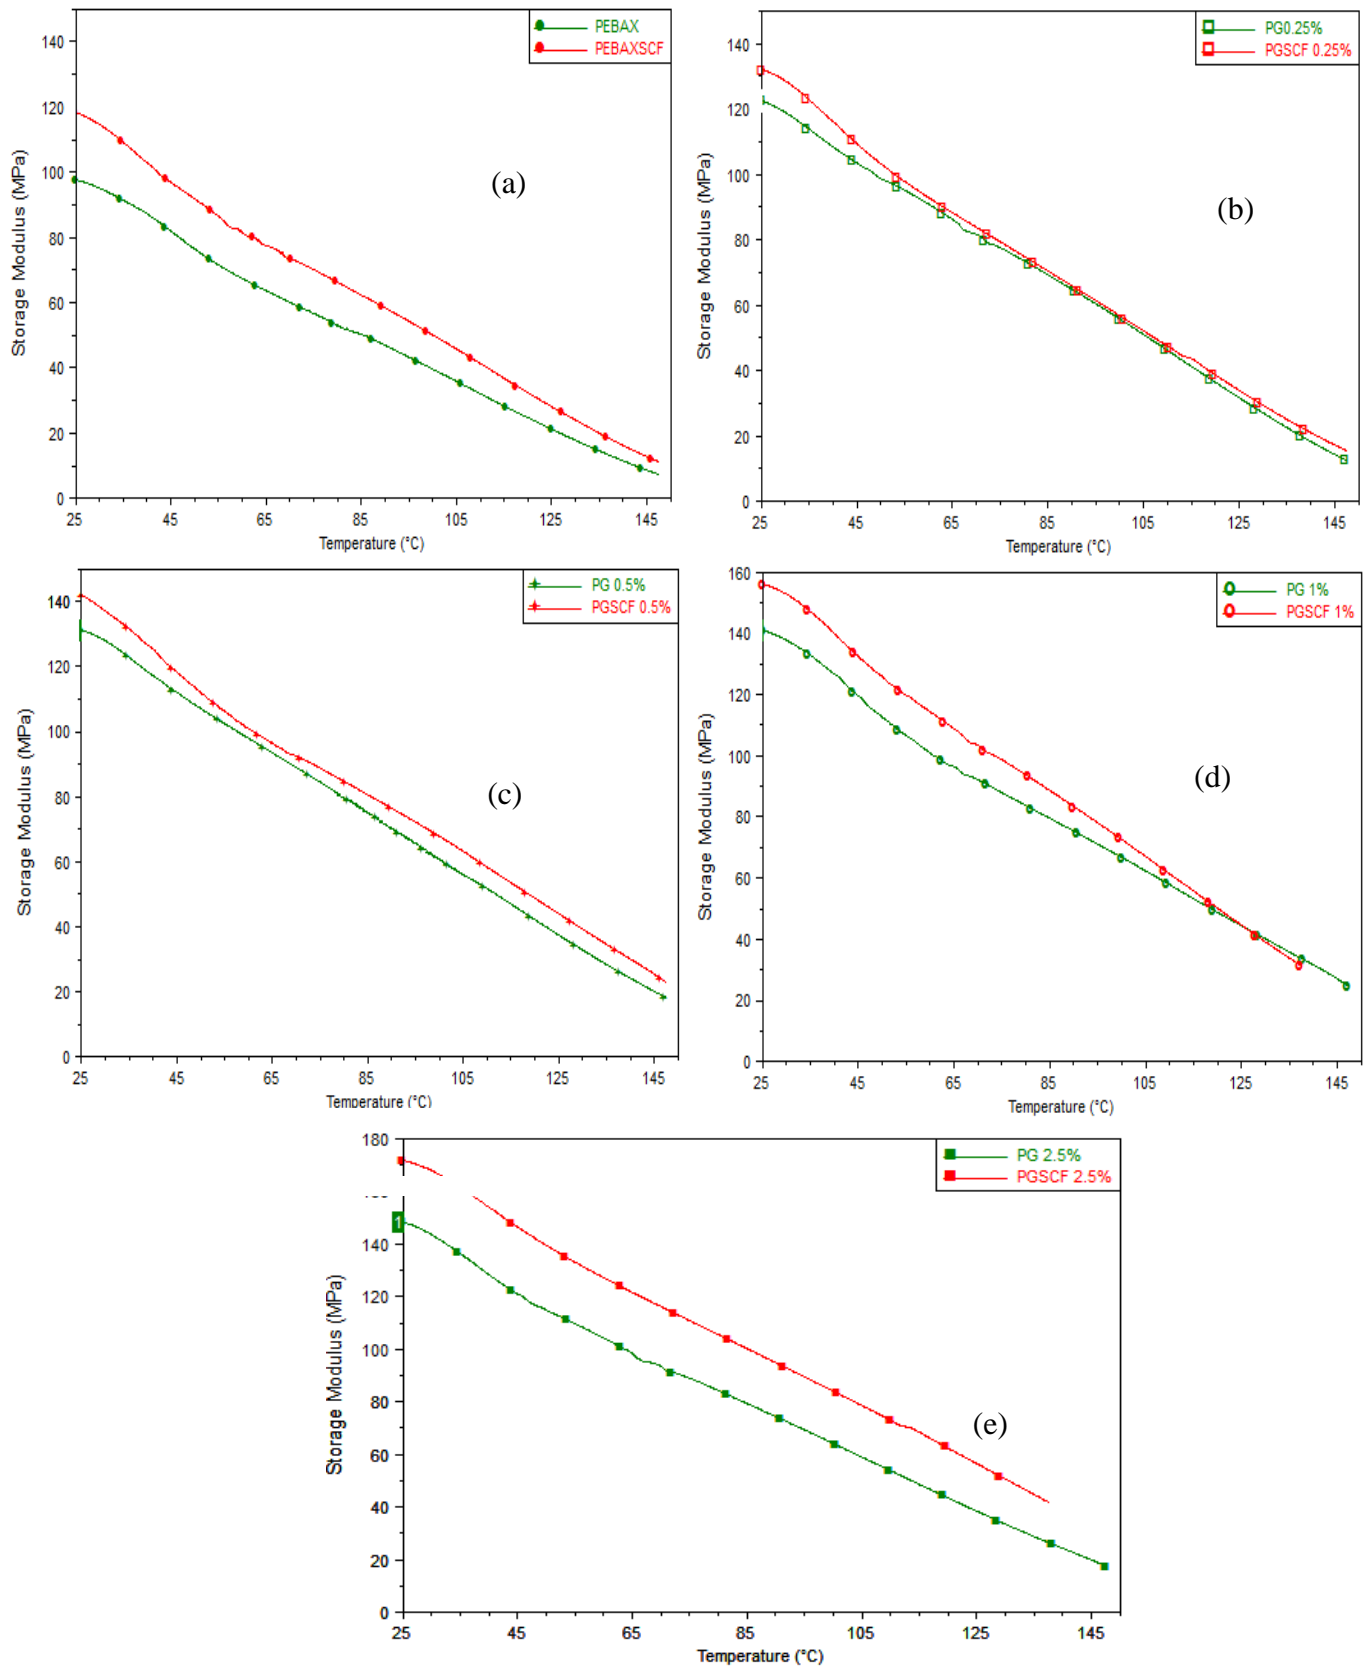 PEBAX
PEBAXSCF
140
120
100
80
60
40
20
0
Storage Modulus (MPa)
(a)
25 45 65 85 105 125 145
Temperature (°C)
PG0.25%
PGSCF 0.25%
140
120
100
80
60
40
20
0
Storage Modulus (MPa)
(b)
25 45 65 85 105 125 145
Temperature (°C)
PG 0.5%
PGSCF 0.5%
140
120
100
80
60
40
20
0
Storage Modulus (MPa)
(c)
25 45 65 85 105 125 145
Temperature (°C)
PG 1%
PGSCF 1%
160
140
120
100
80
60
40
20
0
Storage Modulus (MPa)
(d)
25 45 65 85 105 125 145
Temperature (°C)
PG 2.5%
PGSCF 2.5%
180
160
1
140
120
100
80
60
40
20
0
Storage Modulus (MPa)
(e)
25 45 65 85 105 125 145
Temperature (°C)